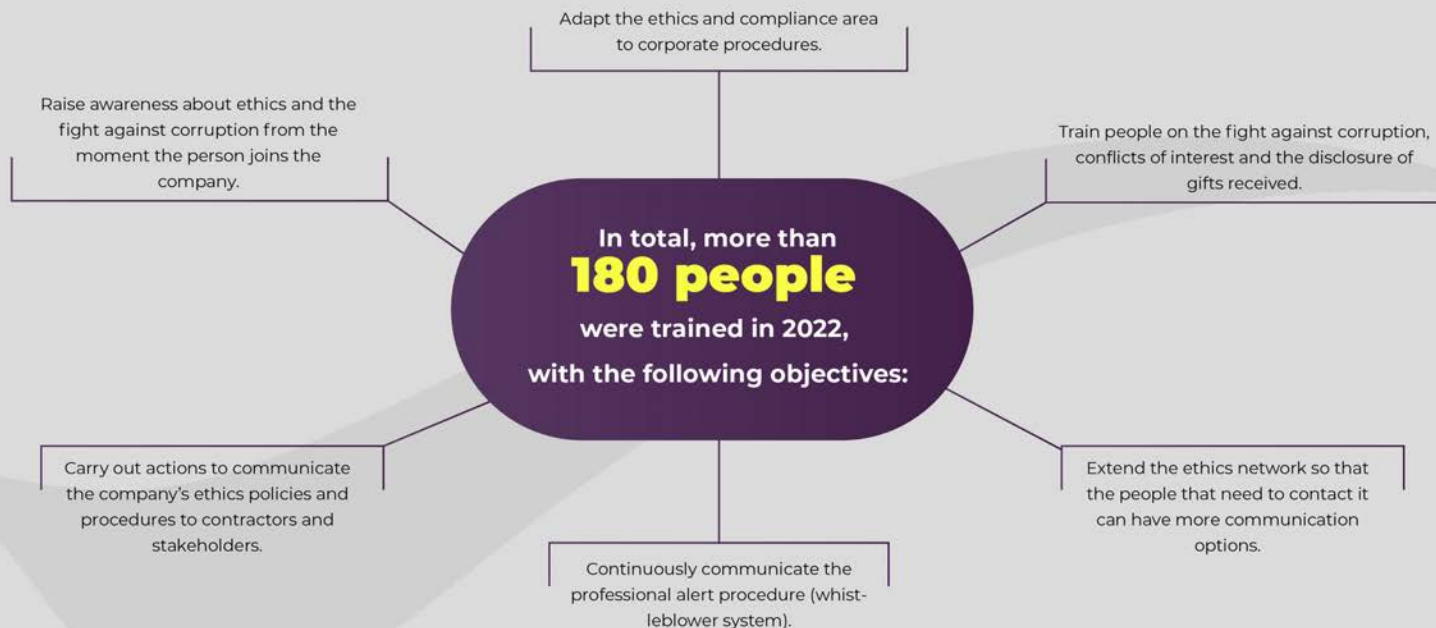 Adapt the ethics and compliance area
to corporate procedures.
Raise awareness about ethics and the
fight against corruption from the
moment the person joins the
company.
Train people on the fight against corruption,
conflicts of interest and the disclosure of
gifts received.
In total, more than
180 people
were trained in 2022,
with the following objectives:
Carry out actions to communicate
the company’s ethics policies and
procedures to contractors and
stakeholders.
Extend the ethics network so that
the people that need to contact it
can have more communication
options.
Continuously communicate the
professional alert procedure (whist-
leblower system).